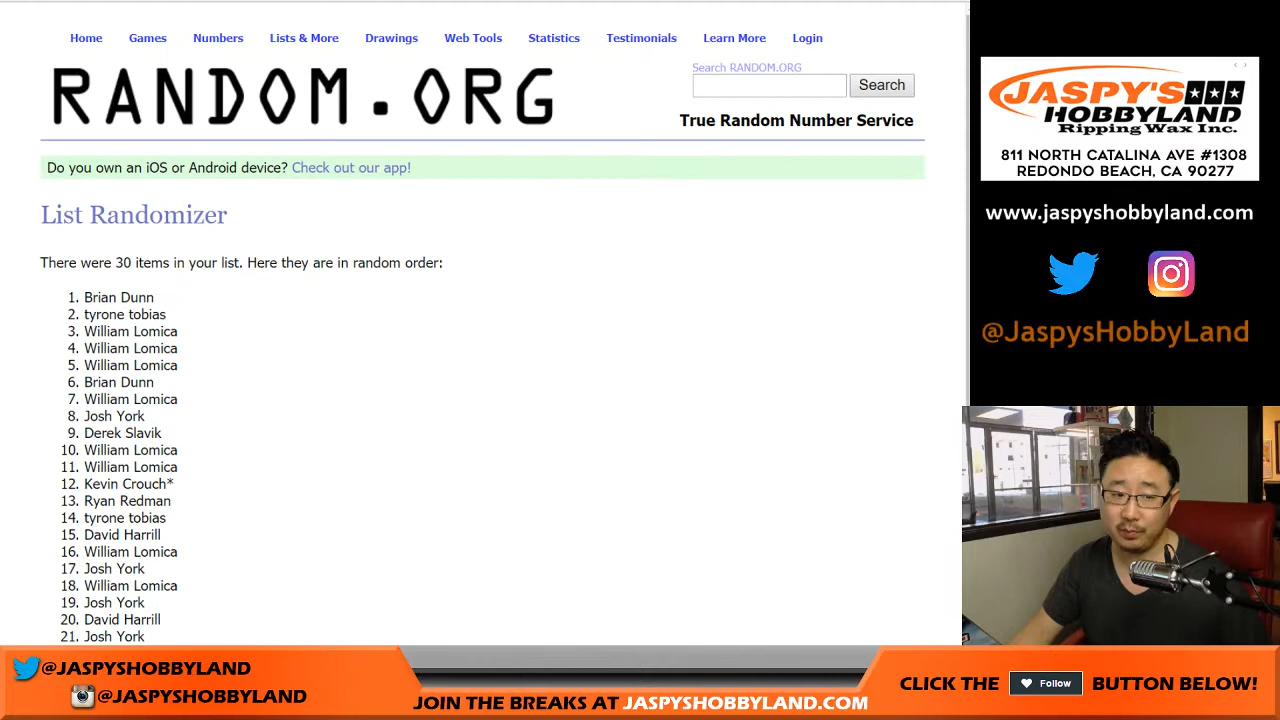 Home Games Numbers Lists & More Drawings Web Tools Statistics Testimonials Learn More Login
RANDOM.ORG
Search RANDOM.ORG
Search
True Random Number Service
Do you own an iOS or Android device? Check out our app!
List Randomizer
There were 30 items in your list. Here they are in random order:
1. Brian Dunn
2. tyrone tobias
3. William Lomica
4. William Lomica
5. William Lomica
6. Brian Dunn
7. William Lomica
8. Josh York
9. Derek Slavik
10. William Lomica
11. William Lomica
12. Kevin Crouch*
13. Ryan Redman
14. tyrone tobias
15. David Harrill
16. William Lomica
17. Josh York
18. William Lomica
19. Josh York
20. David Harrill
21. Josh York
JASPY'S
HOBBYLAND
Ripping Wax Inc.
811 NORTH CATALINA AVE #1308
REDONDO BEACH, CA 90277
www.jaspyshobbyland.com
@JaspysHobbyLand
@JASPYSHOBBYLAND
@JASPYSHOBBYLAND
JOIN THE BREAKS AT JASPYSHOBBYLAND.COM
CLICK THE Follow BUTTON BELOW!